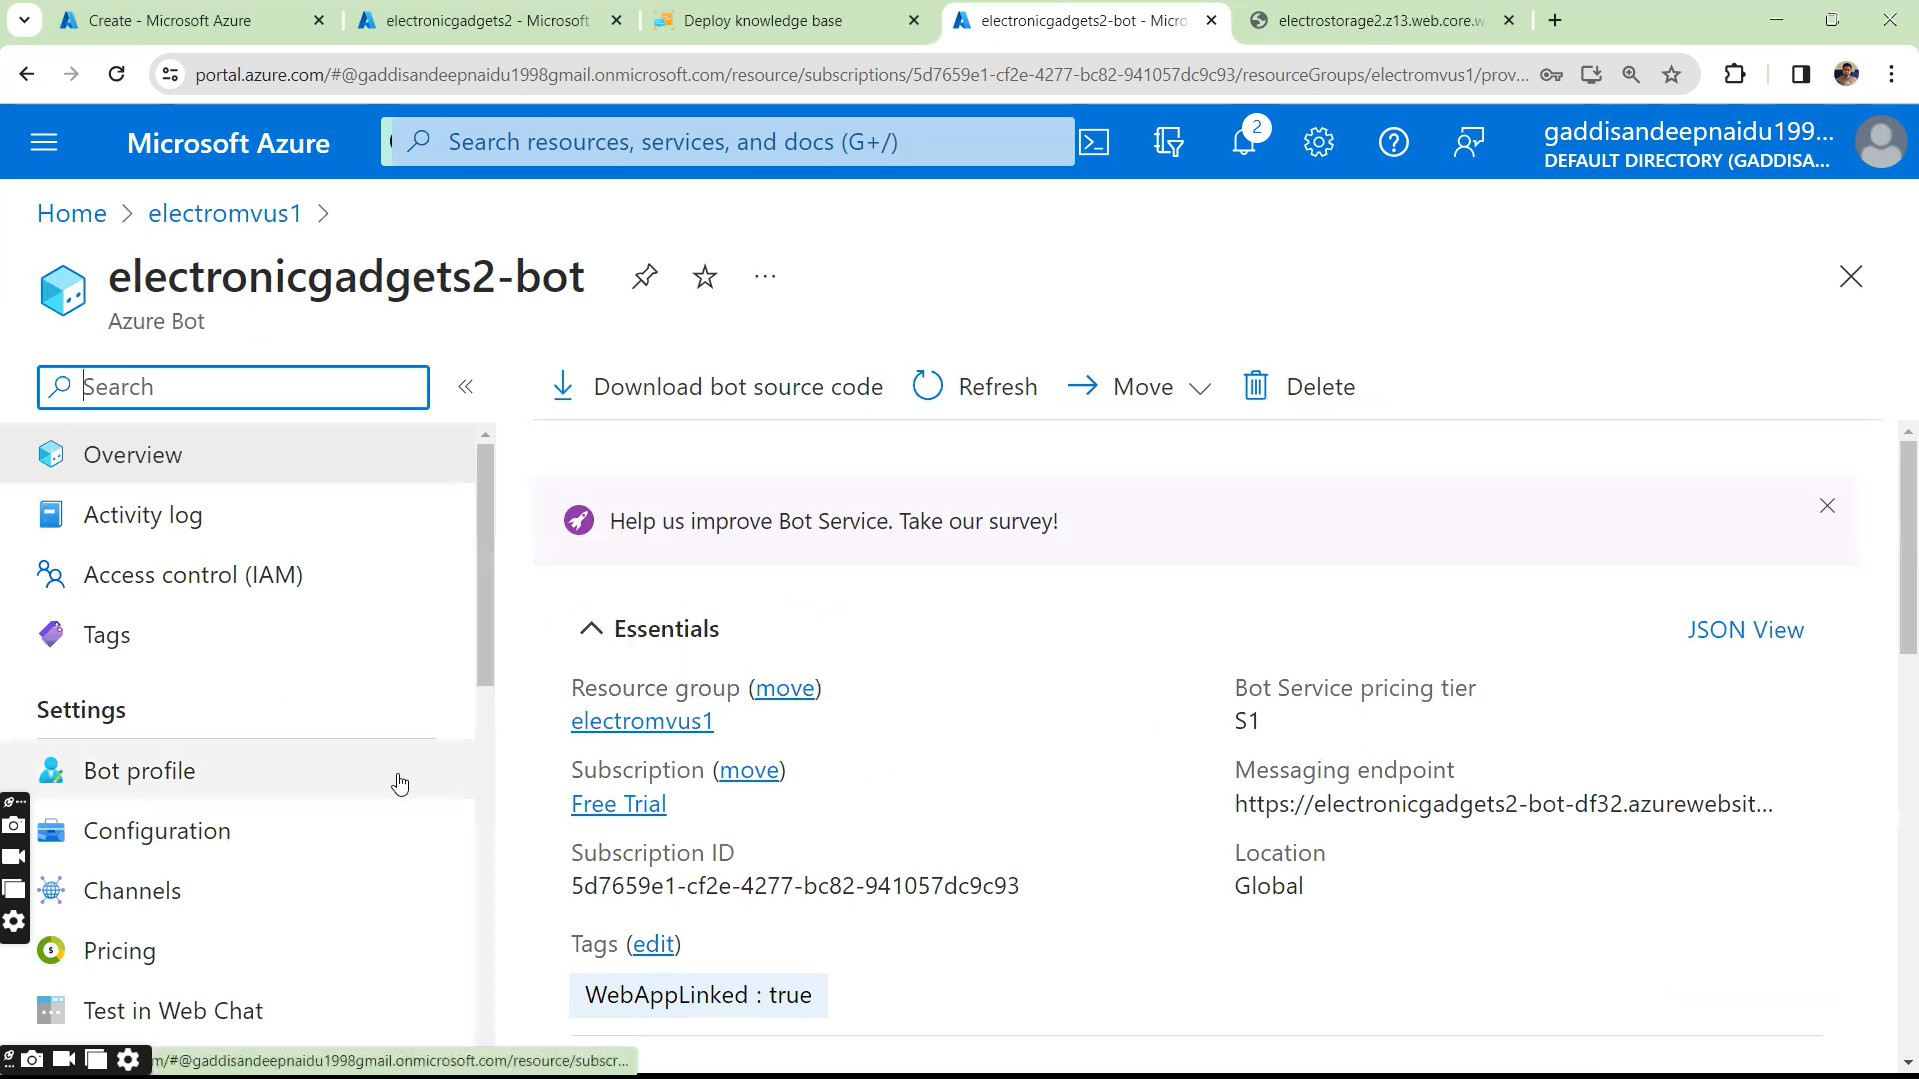 Create - Microsoft Azure
electronicgadgets2 - Microsoft
Deploy knowledge base
electronicgadgets2-bot - Micro
electrostorage2.z13.web.core.w
portal.azure.com/#@gaddisandeepnaidu1998gmail.onmicrosoft.com/resource/subscriptions/5d7659e1-cf2e-4277-bc82-941057dc9c93/resourceGroups/electromvus1/prov...
Microsoft Azure
Search resources, services, and docs (G+/)
2
gaddisandeepnaidu199...
DEFAULT DIRECTORY (GADDISA...
Home > electromvus1 >
electronicgadgets2-bot
Azure Bot
Search
Download bot source code
Refresh
Move
Delete
Overview
Activity log
Access control (IAM)
Tags
Settings
Bot profile
Configuration
Channels
Pricing
Test in Web Chat
Help us improve Bot Service. Take our survey!
Essentials
JSON View
Resource group (move)
electromvus1
Subscription (move)
Free Trial
Subscription ID
5d7659e1-cf2e-4277-bc82-941057dc9c93
Tags (edit)
WebAppLinked : true
Bot Service pricing tier
S1
Messaging endpoint
https://electronicgadgets2-bot-df32.azurewebsit...
Location
Global
m/#@gaddisandeepnaidu1998gmail.onmicrosoft.com/resource/subscr...